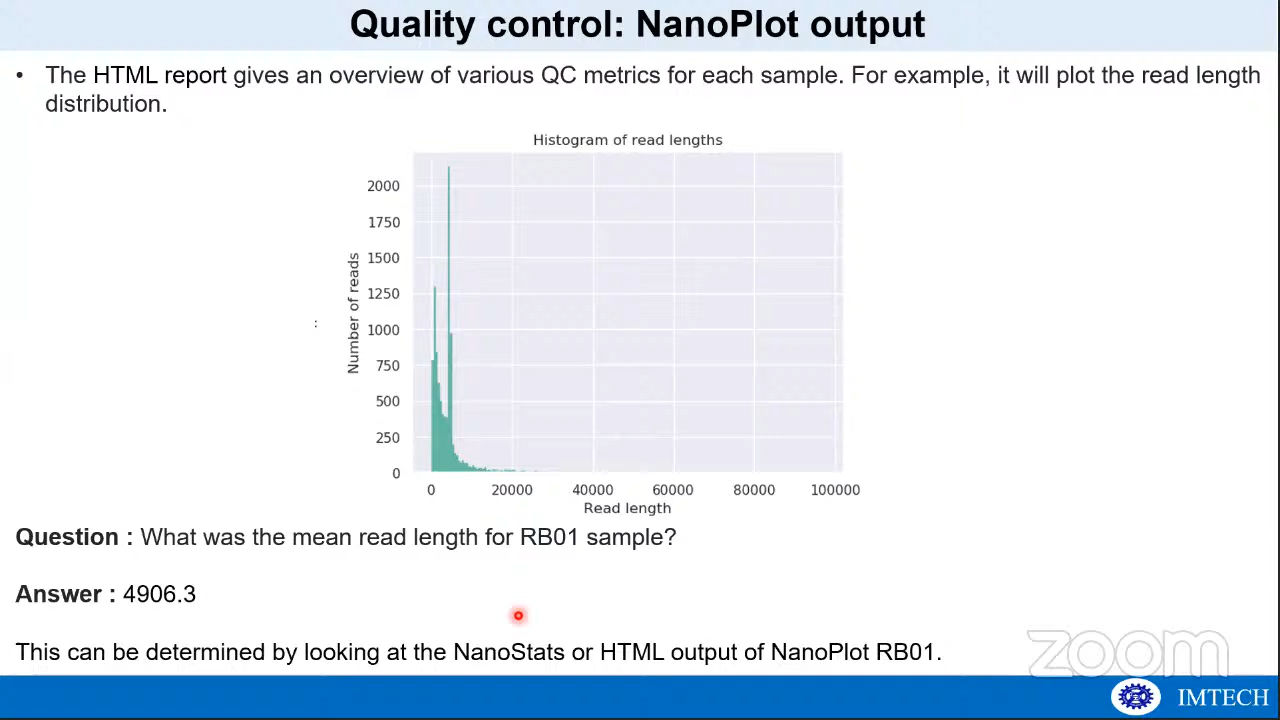 Quality control: NanoPlot output
• The HTML report gives an overview of various QC metrics for each sample. For example, it will plot the read length
distribution.
Histogram of read lengths
2000
1750
1500
1250
1000
750
500
250
0
Number of reads
:
0 20000 40000 60000 80000 100000
Read length
Question : What was the mean read length for RB01 sample?
Answer : 4906.3
This can be determined by looking at the NanoStats or HTML output of NanoPlot RB01.
zoom
IMTECH